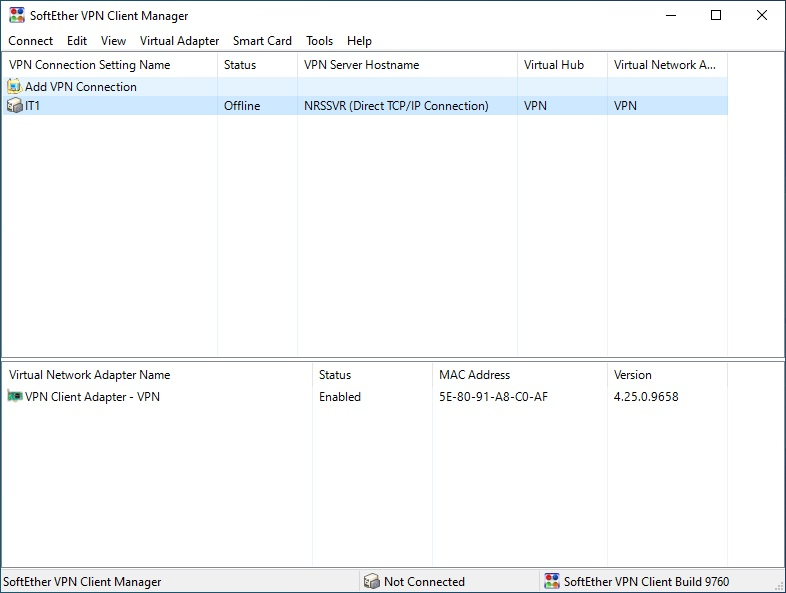 SoftEther VPN Client Manager
Connect Edit View Virtual Adapter Smart Card Tools Help
VPN Connection Setting Name Status VPN Server Hostname Virtual Hub Virtual Network A...
Add VPN Connection
IT1 Offline NRSSVR (Direct TCP/IP Connection) VPN VPN
Virtual Network Adapter Name Status MAC Address Version
VPN Client Adapter - VPN Enabled 5E-80-91-A8-C0-AF 4.25.0.9658
SoftEther VPN Client Manager Not Connected SoftEther VPN Client Build 9760